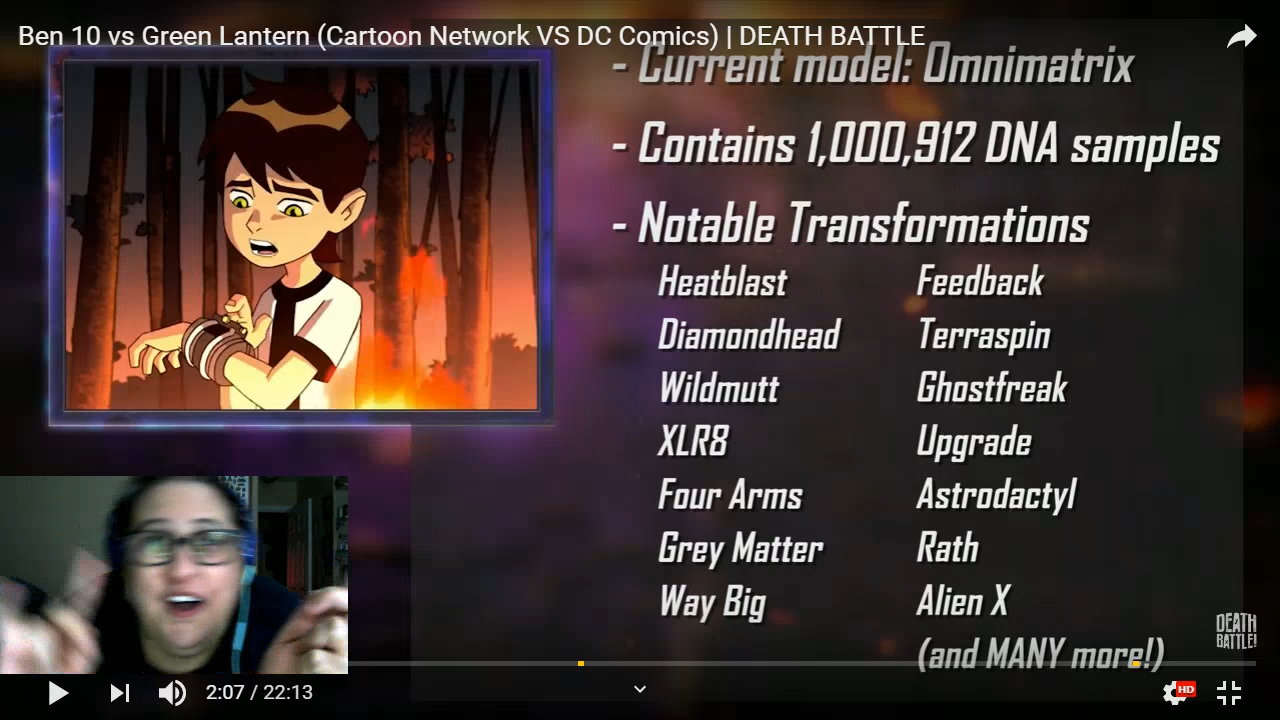 Ben 10 vs Green Lantern (Cartoon Network VS DC Comics) | DEATH BATTLE
- Current model: Omnimatrix
- Contains 1,000,912 DNA samples
- Notable Transformations
Heatblast
Diamondhead
Wildmutt
XLR8
Four Arms
Grey Matter
Way Big
Feedback
Terraspin
Ghostfreak
Upgrade
Astrodactyl
Rath
Alien X
(and MANY more!)
DEATH
BATTLE!
2:07 / 22:13
HD